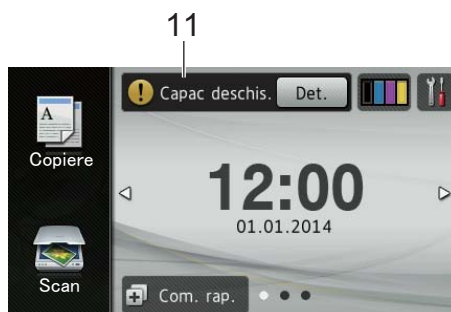 11
Capac deschis. Det.
A
Copiere
12:00
01.01.2014
Scan
Com. rap.